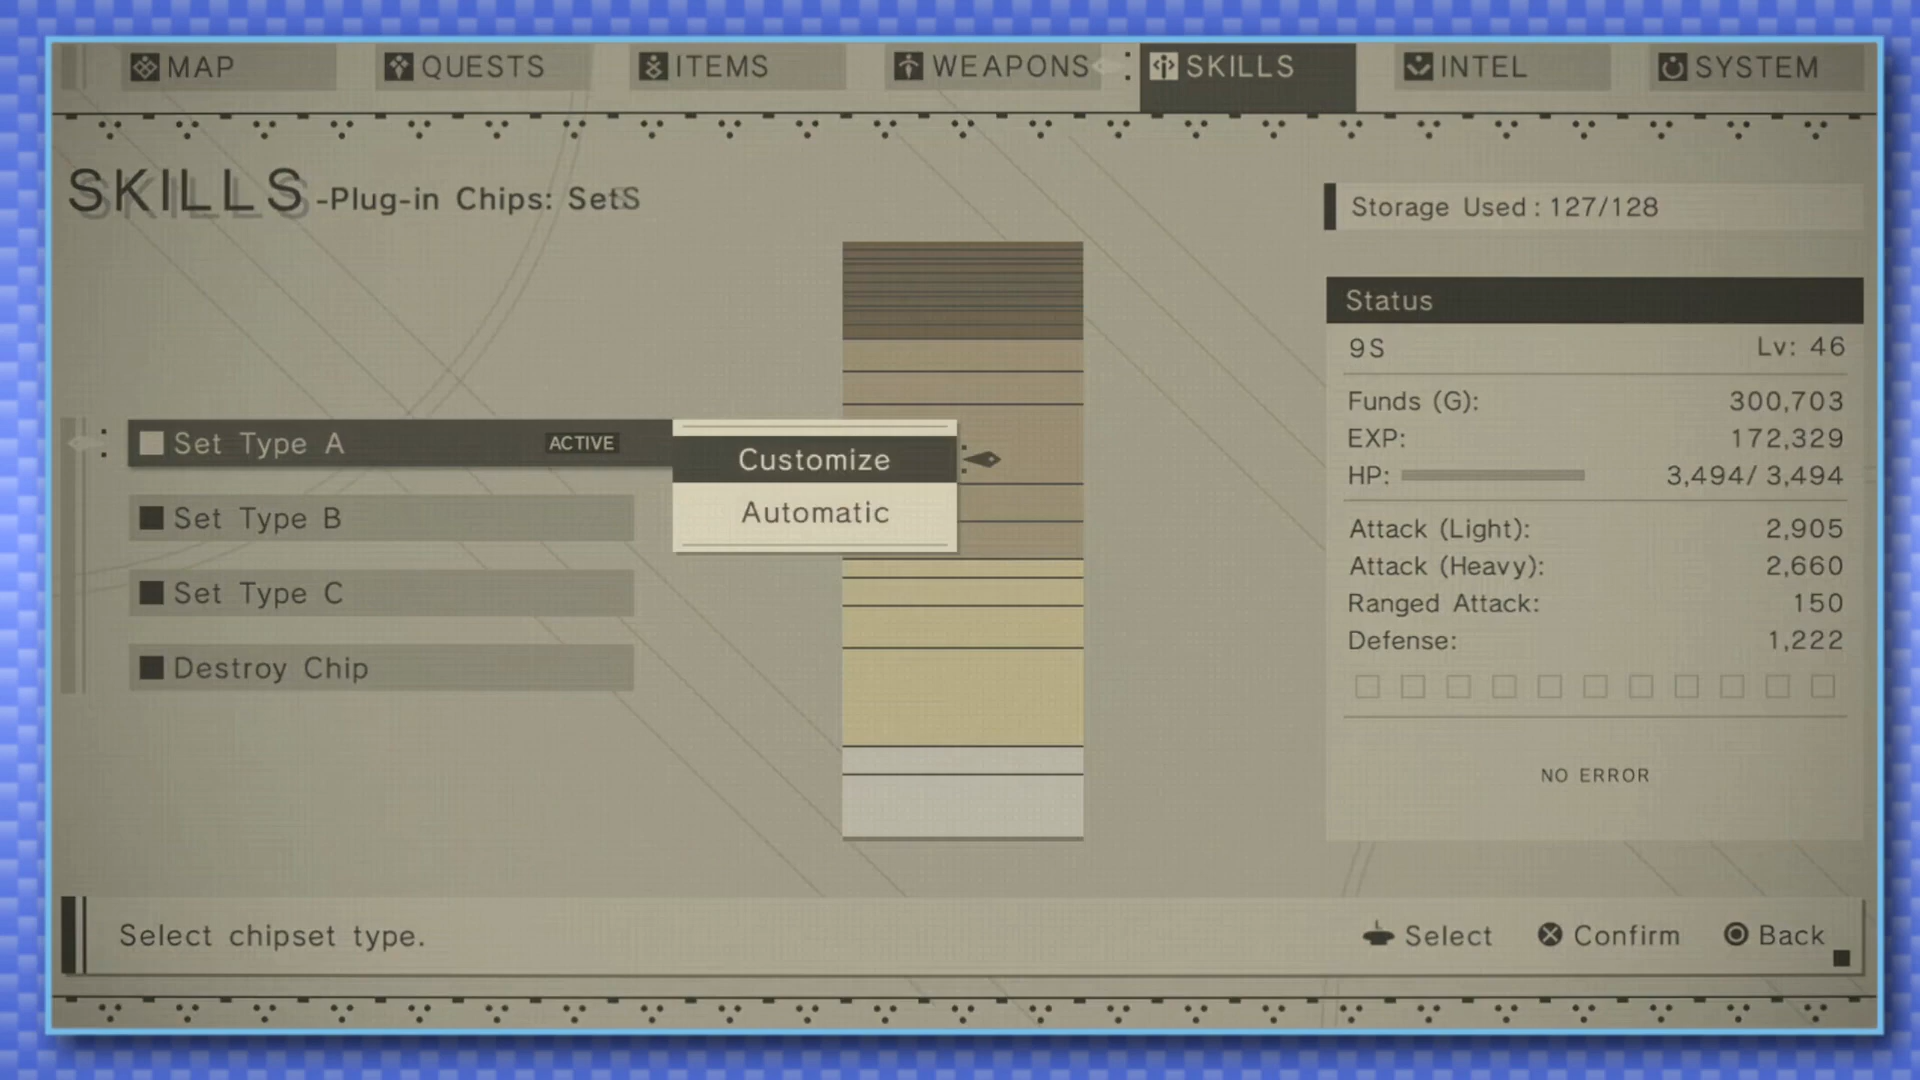 MAP QUESTS ITEMS WEAPONS SKILLS INTEL SYSTEM
SKILLS -Plug-in Chips: Sets
Storage Used : 127/128
Status
9S Lv: 46
Funds (G): 300,703
EXP: 172,329
HP: 3,494/ 3,494
Attack (Light): 2,905
Attack (Heavy): 2,660
Ranged Attack: 150
Defense: 1,222
NO ERROR
Set Type A ACTIVE
Customize
Automatic
Set Type B
Set Type C
Destroy Chip
Select chipset type.
Select Confirm Back